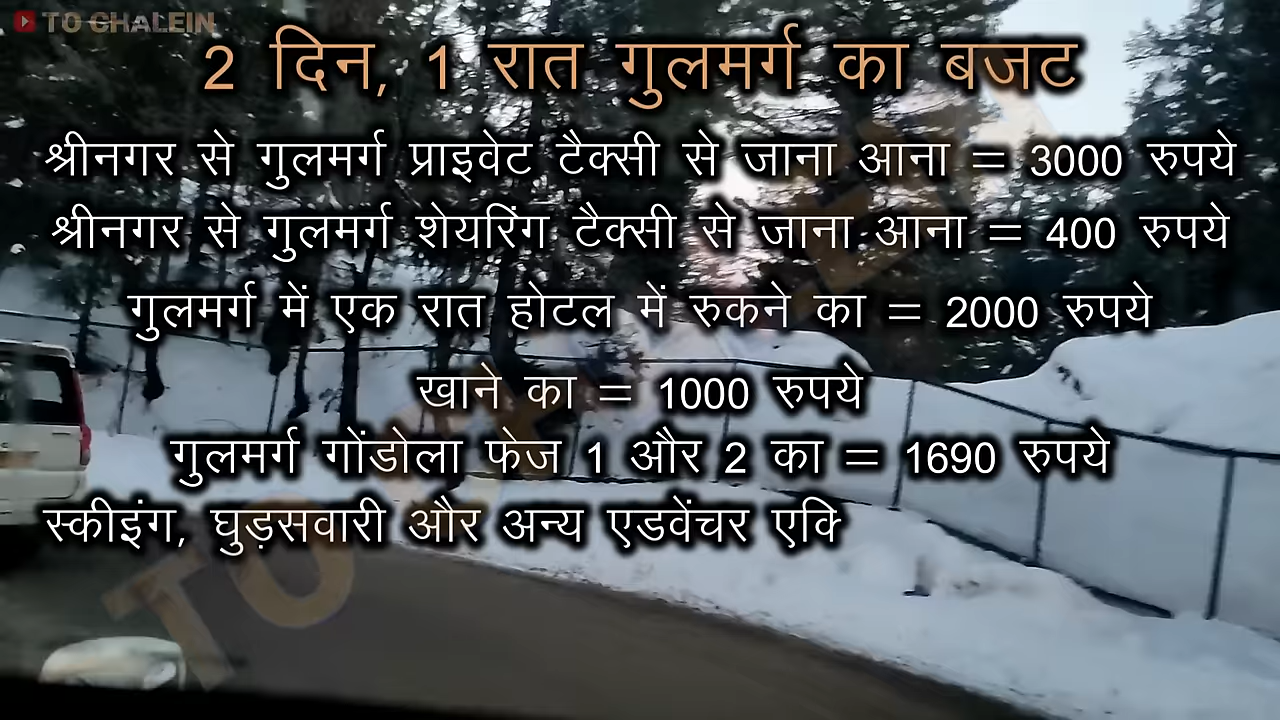 TO CHALEIN
2 दिन, 1 रात गुलमर्ग का बजट
श्रीनगर से गुलमर्ग प्राइवेट टैक्सी से जाना आना = 3000 रुपये
श्रीनगर से गुलमर्ग शेयरिंग टैक्सी से जाना आना = 400 रुपये
गुलमर्ग में एक रात होटल में रुकने का = 2000 रुपये
खाने का = 1000 रुपये
गुलमर्ग गोंडोला फेज 1 और 2 का = 1690 रुपये
स्कीइंग, घुड़सवारी और अन्य एडवेंचर एक्टि